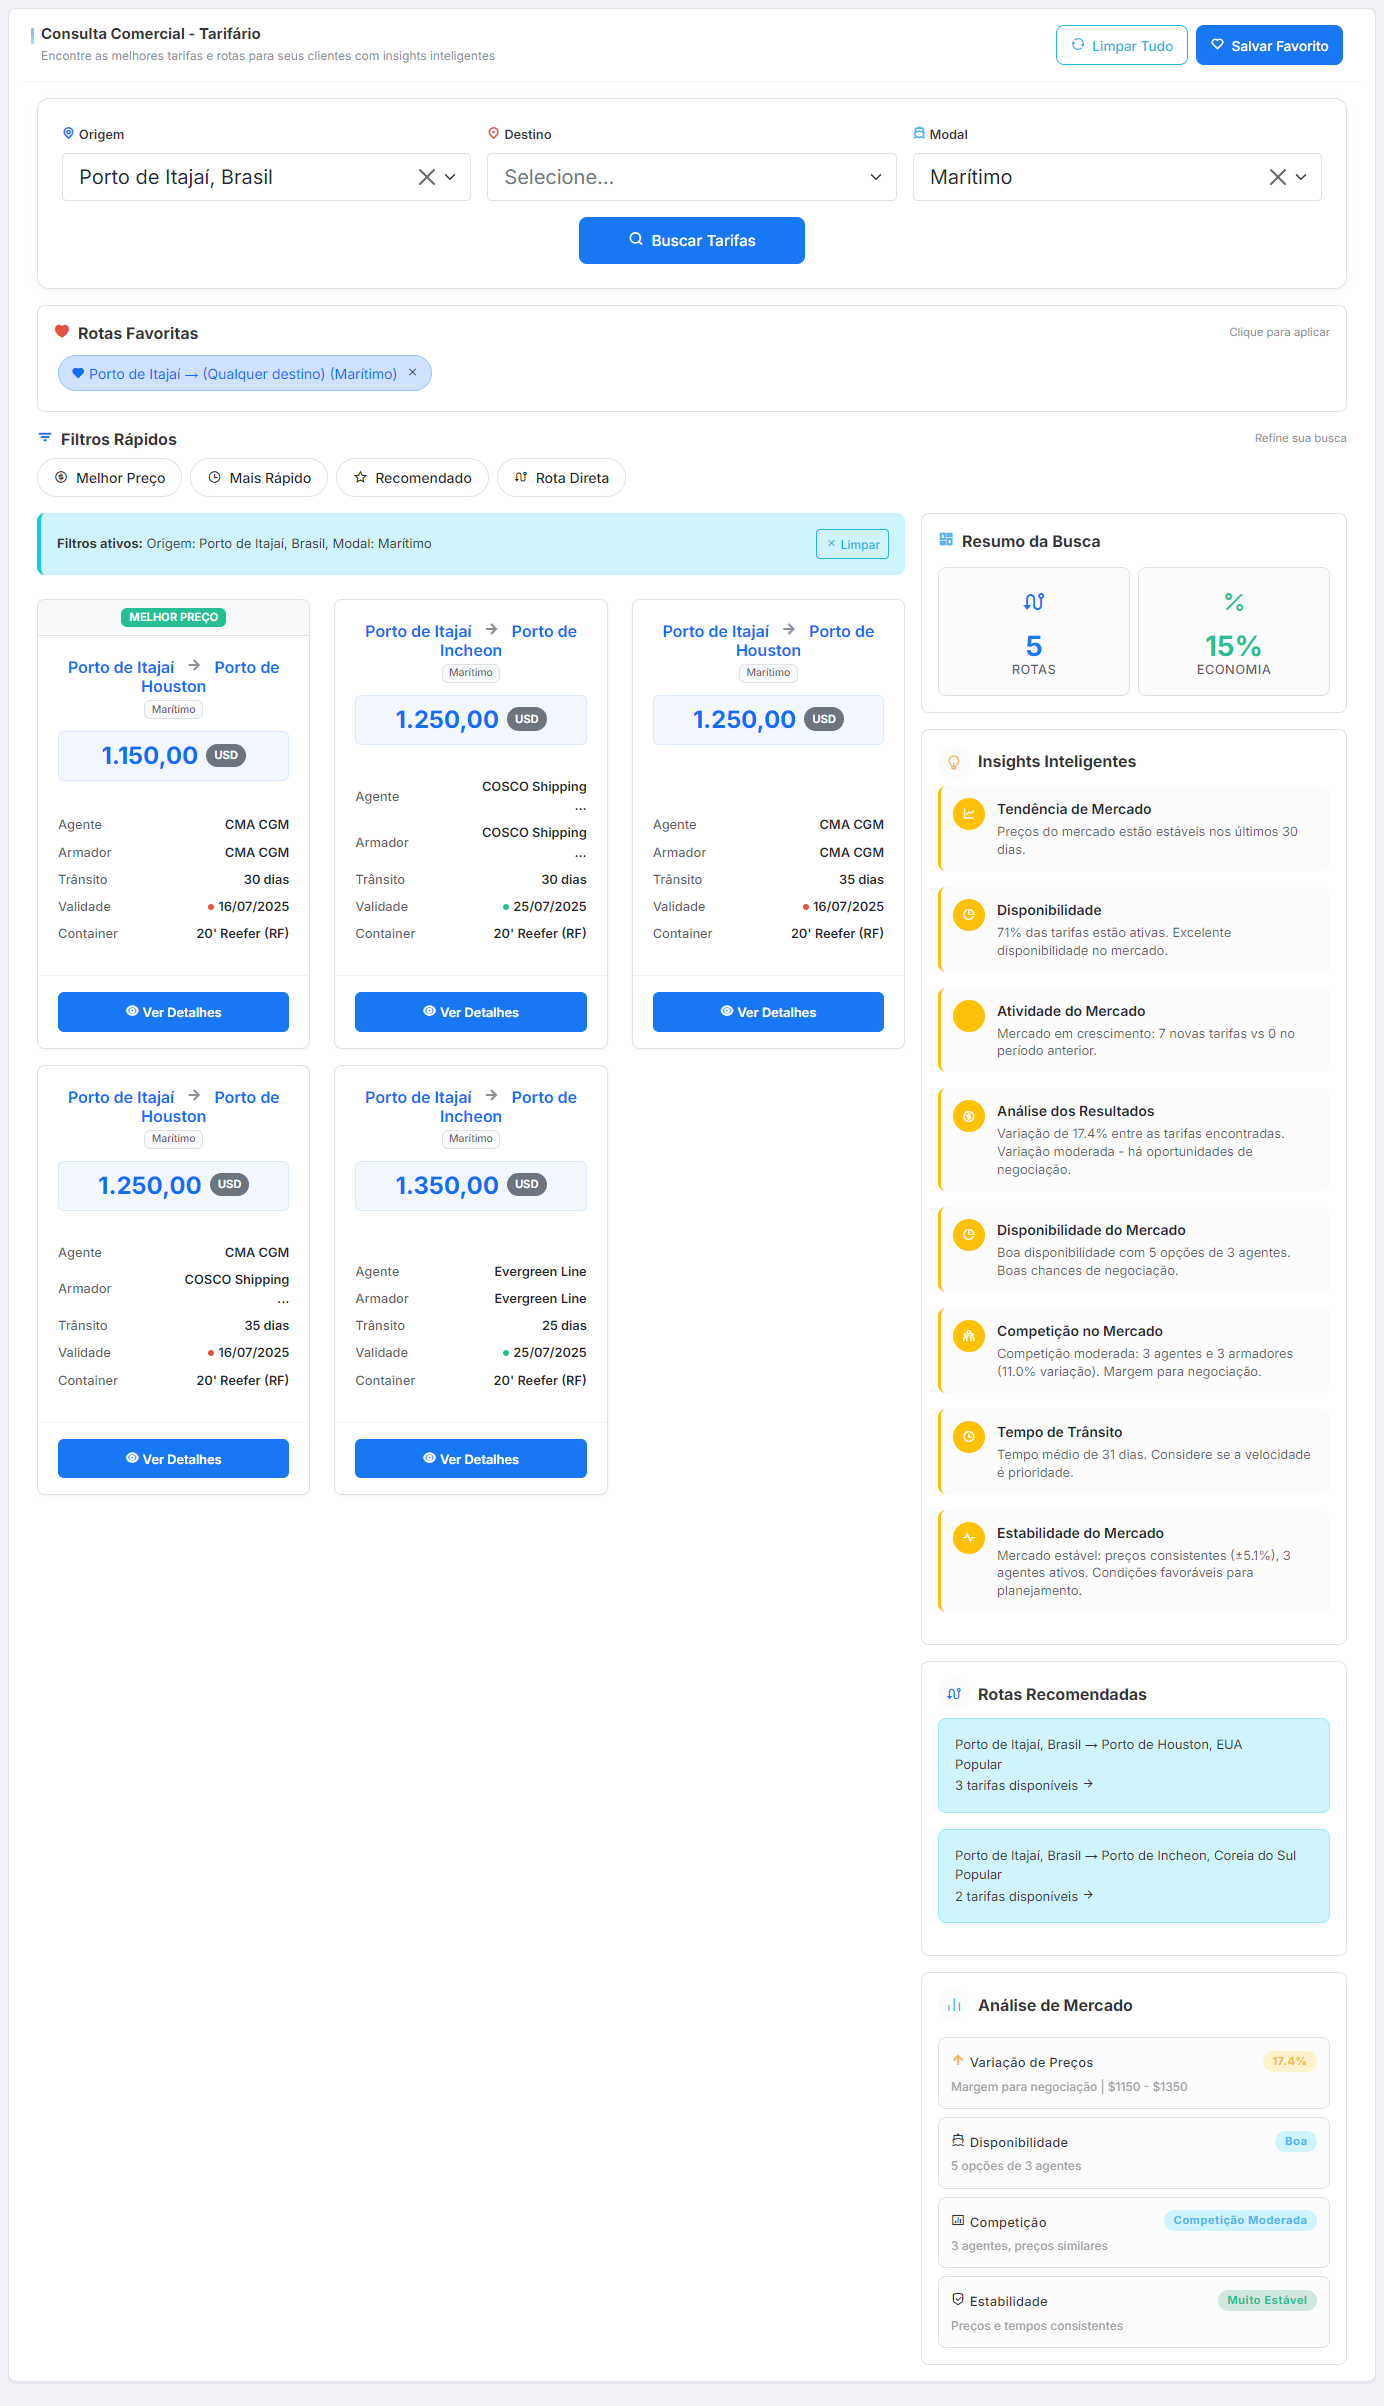 Consulta Comercial - Tarifário
Encontre as melhores tarifas e rotas para seus clientes com insights inteligentes
Limpar Tudo
Salvar Favorito
Origem
Destino
Modal
Porto de Itajaí, Brasil
Selecione...
Marítimo
Buscar Tarifas
Rotas Favoritas
Clique para aplicar
Porto de Itajaí → (Qualquer destino) (Marítimo) ×
Filtros Rápidos
Refine sua busca
Melhor Preço
Mais Rápido
Recomendado
Rota Direta
Filtros ativos: Origem: Porto de Itajaí, Brasil, Modal: Marítimo
× Limpar
MELHOR PREÇO
Porto de Itajaí → Porto de
Houston
Marítimo
1.150,00 USD
Agente CMA CGM
Armador CMA CGM
Trânsito 30 dias
Validade 16/07/2025
Container 20' Reefer (RF)
Ver Detalhes
Porto de Itajaí → Porto de
Incheon
Marítimo
1.250,00 USD
Agente COSCO Shipping
...
Armador COSCO Shipping
...
Trânsito 30 dias
Validade 25/07/2025
Container 20' Reefer (RF)
Ver Detalhes
Porto de Itajaí → Porto de
Houston
Marítimo
1.250,00 USD
Agente CMA CGM
Armador CMA CGM
Trânsito 35 dias
Validade 16/07/2025
Container 20' Reefer (RF)
Ver Detalhes
Porto de Itajaí → Porto de
Houston
Marítimo
1.250,00 USD
Agente CMA CGM
Armador COSCO Shipping
...
Trânsito 35 dias
Validade 16/07/2025
Container 20' Reefer (RF)
Ver Detalhes
Porto de Itajaí → Porto de
Incheon
Marítimo
1.350,00 USD
Agente Evergreen Line
Armador Evergreen Line
Trânsito 25 dias
Validade 25/07/2025
Container 20' Reefer (RF)
Ver Detalhes
Resumo da Busca
5
ROTAS
15%
ECONOMIA
Insights Inteligentes
Tendência de Mercado
Preços do mercado estão estáveis nos últimos 30
dias.
Disponibilidade
71% das tarifas estão ativas. Excelente
disponibilidade no mercado.
Atividade do Mercado
Mercado em crescimento: 7 novas tarifas vs 0 no
período anterior.
Análise dos Resultados
Variação de 17.4% entre as tarifas encontradas.
Variação moderada - há oportunidades de
negociação.
Disponibilidade do Mercado
Boa disponibilidade com 5 opções de 3 agentes.
Boas chances de negociação.
Competição no Mercado
Competição moderada: 3 agentes e 3 armadores
(11.0% variação). Margem para negociação.
Tempo de Trânsito
Tempo médio de 31 dias. Considere se a velocidade
é prioridade.
Estabilidade do Mercado
Mercado estável: preços consistentes (±5.1%), 3
agentes ativos. Condições favoráveis para
planejamento.
Rotas Recomendadas
Porto de Itajaí, Brasil → Porto de Houston, EUA
Popular
3 tarifas disponíveis →
Porto de Itajaí, Brasil → Porto de Incheon, Coreia do Sul
Popular
2 tarifas disponíveis →
Análise de Mercado
Variação de Preços
17.4%
Margem para negociação | $1150 - $1350
Disponibilidade
Boa
5 opções de 3 agentes
Competição
Competição Moderada
3 agentes, preços similares
Estabilidade
Muito Estável
Preços e tempos consistentes